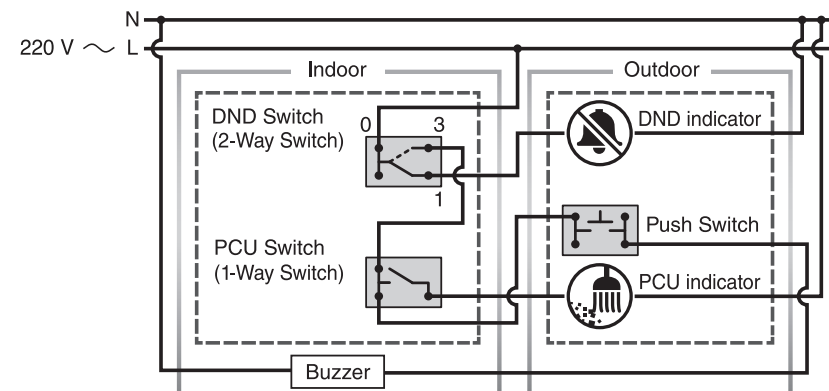 N
220 V ~ L
Indoor
Outdoor
DND Switch
(2-Way Switch)
0
3
1
DND indicator
Push Switch
PCU Switch
(1-Way Switch)
PCU indicator
Buzzer